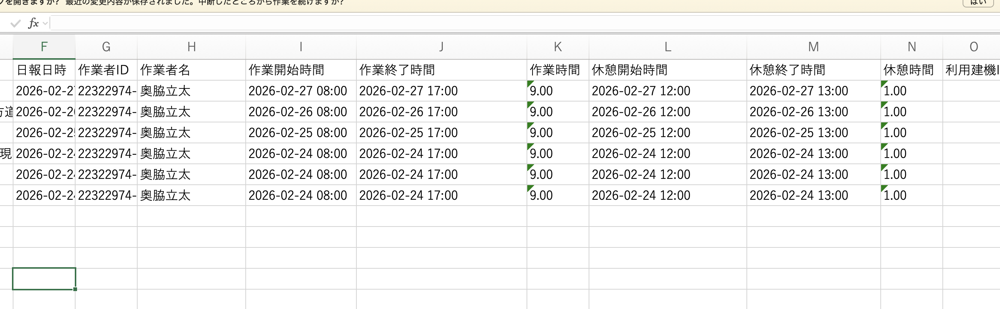 を開きますか? 最近の変更内容が保存されました。中断したところから作業を続けますか? はい
fx
F G H I J K L M N O
日報日時 作業者ID 作業者名 作業開始時間 作業終了時間 作業時間 休憩開始時間 休憩終了時間 休憩時間 利用建機I
2026-02-27 22322974- 奥脇立太 2026-02-27 08:00 2026-02-27 17:00 9.00 2026-02-27 12:00 2026-02-27 13:00 1.00
方道 2026-02-26 22322974- 奥脇立太 2026-02-26 08:00 2026-02-26 17:00 9.00 2026-02-26 12:00 2026-02-26 13:00 1.00
2026-02-25 22322974- 奥脇立太 2026-02-25 08:00 2026-02-25 17:00 9.00 2026-02-25 12:00 2026-02-25 13:00 1.00
現 2026-02-24 22322974- 奥脇立太 2026-02-24 08:00 2026-02-24 17:00 9.00 2026-02-24 12:00 2026-02-24 13:00 1.00
2026-02-24 22322974- 奥脇立太 2026-02-24 08:00 2026-02-24 17:00 9.00 2026-02-24 12:00 2026-02-24 13:00 1.00
2026-02-24 22322974- 奥脇立太 2026-02-24 08:00 2026-02-24 17:00 9.00 2026-02-24 12:00 2026-02-24 13:00 1.00